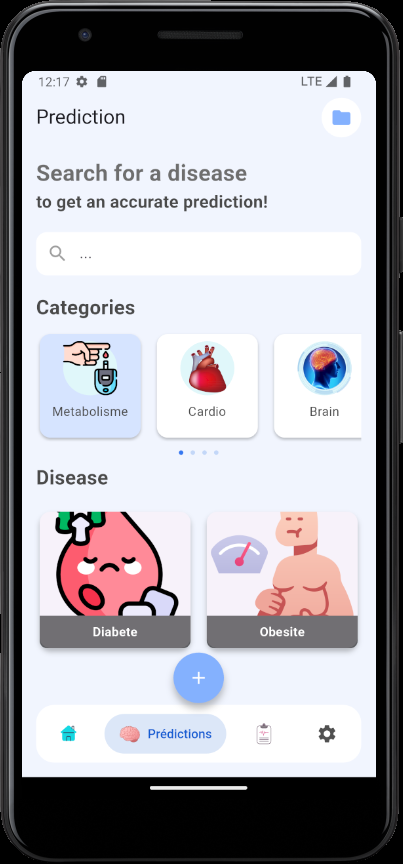 12:17
LTE
Prediction
Search for a disease
to get an accurate prediction!
...
Categories
Metabolisme
Cardio
Brain
Disease
Diabete
Obesite
+
Prédictions